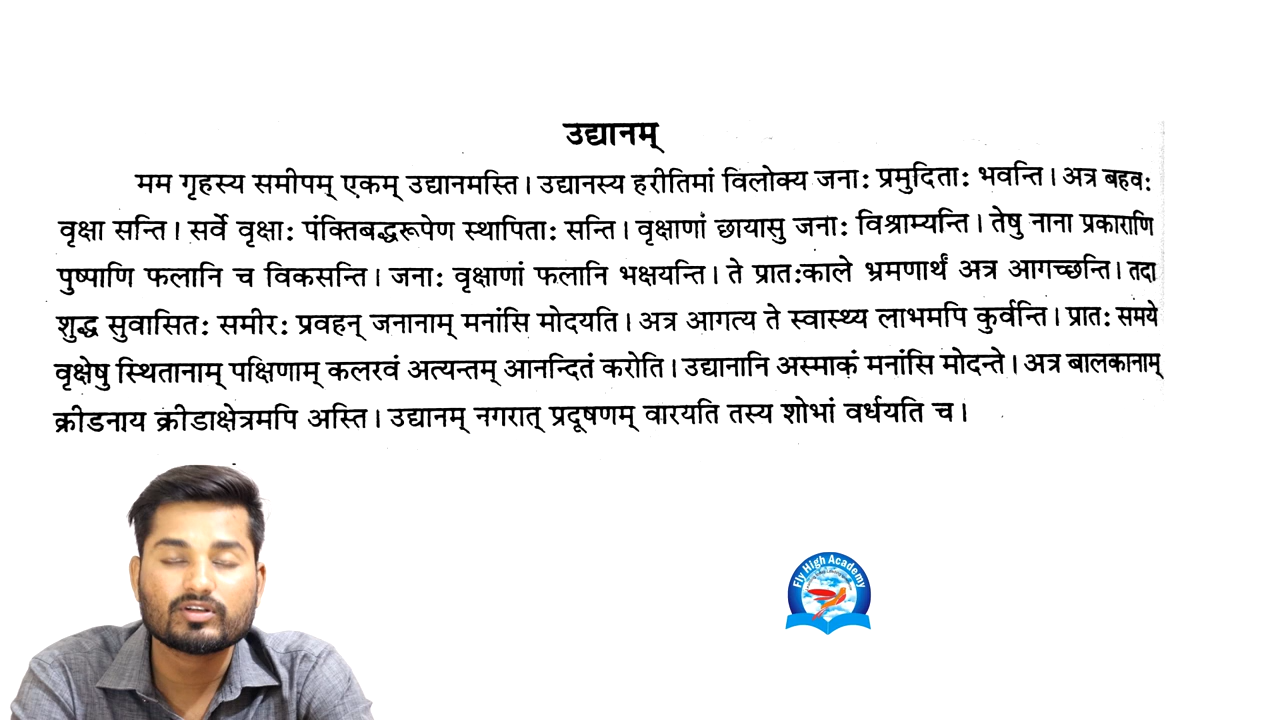 उद्यानम्
मम गृहस्य समीपम् एकम् उद्यानमस्ति। उद्यानस्य हरीतिमां विलोक्य जनाः प्रमुदिताः भवन्ति। अत्र बहवः
वृक्षा सन्ति। सर्वे वृक्षाः पंक्तिबद्धरूपेण स्थापिताः सन्ति। वृक्षाणां छायासु जनाः विश्राम्यन्ति। तेषु नाना प्रकाराणि
पुष्पाणि फलानि च विकसन्ति। जनाः वृक्षाणां फलानि भक्षयन्ति। ते प्रातःकाले भ्रमणार्थं अत्र आगच्छन्ति। तदा
शुद्ध सुवासितः समीरः प्रवहन् जनानाम् मनांसि मोदयति। अत्र आगत्य ते स्वास्थ्य लाभमपि कुर्वन्ति। प्रातः समये
वृक्षेषु स्थितानाम् पक्षिणाम् कलरवं अत्यन्तम् आनन्दितं करोति। उद्यानानि अस्माकं मनांसि मोदन्ते। अत्र बालकानाम्
क्रीडनाय क्रीडाक्षेत्रमपि अस्ति। उद्यानम् नगरात् प्रदूषणम् वारयति तस्य शोभां वर्धयति च।
Fly High Academy